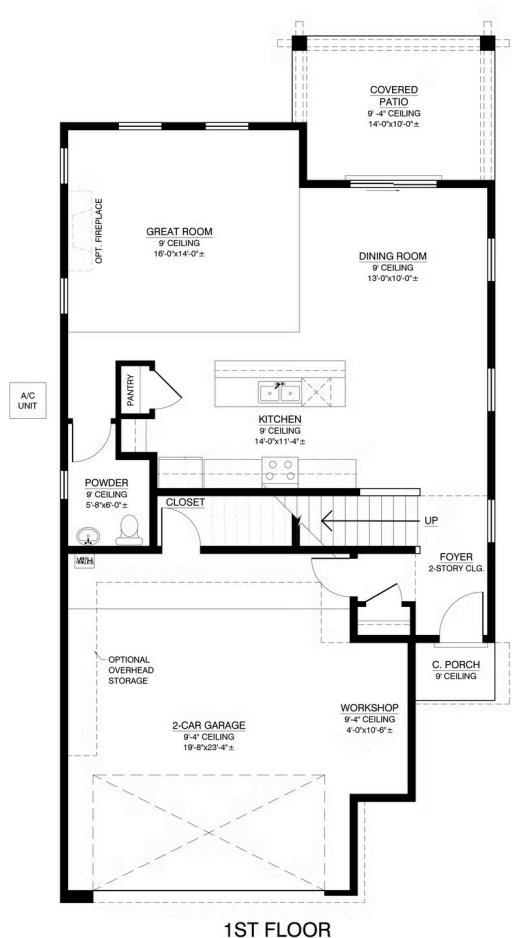 COVERED
PATIO
9'-4" CEILING
14'-0"x10'-0"±
OPT. FIREPLACE
GREAT ROOM
9' CEILING
16'-0"x14'-0"±
DINING ROOM
9' CEILING
13'-0"x10'-0"±
A/C
UNIT
PANTRY
KITCHEN
9' CEILING
14'-0"x11'-4"±
POWDER
9' CEILING
5'-8"x6'-0"±
CLOSET
UP
W/H
FOYER
2-STORY CLG.
OPTIONAL
OVERHEAD
STORAGE
C. PORCH
9' CEILING
2-CAR GARAGE
9'-4" CEILING
19'-8"x23'-4"±
WORKSHOP
9'-4" CEILING
4'-0"x10'-6"±
1ST FLOOR